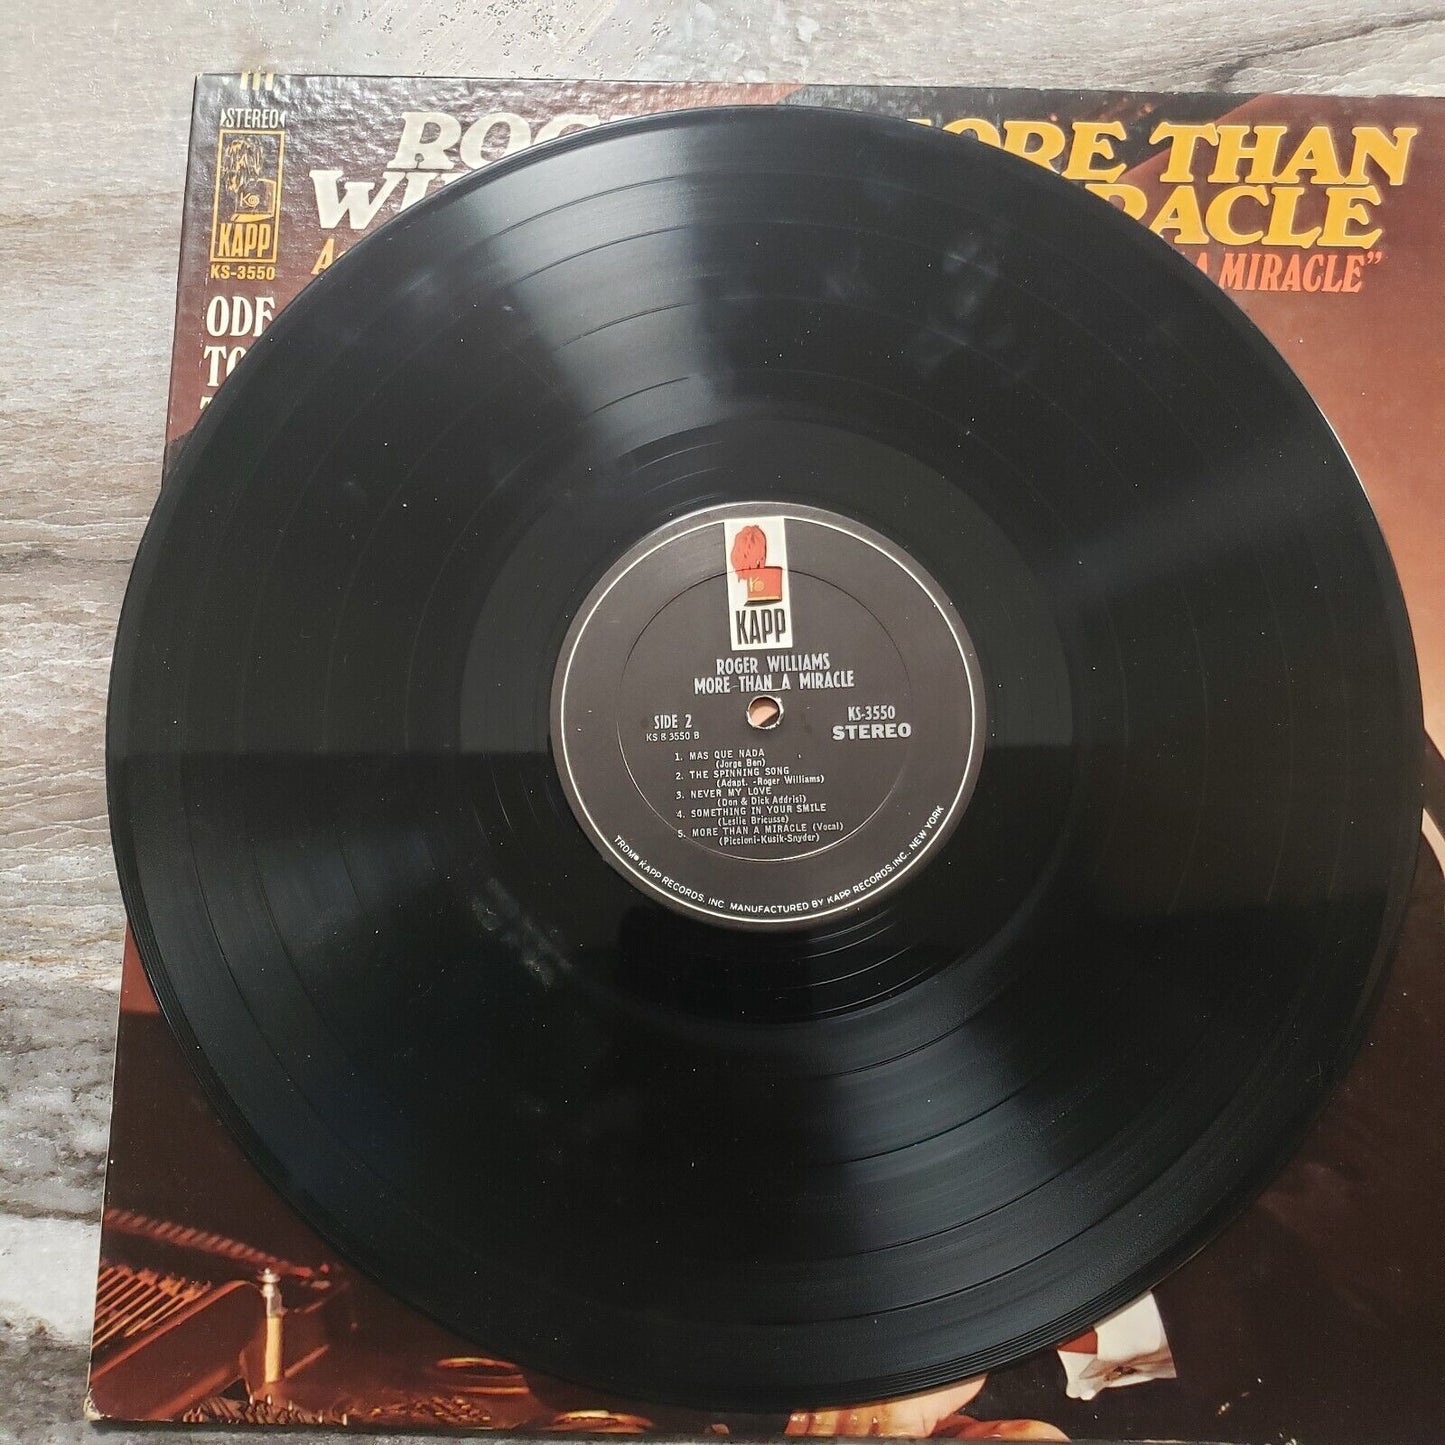 STEREO
KAPP
KS-3550
MORE THAN
MIRACLE
A MIRACLE”
KAPP
ROGER WILLIAMS
MORE THAN A MIRACLE
SIDE 2
KS B 3550 B
KS-3550
STEREO
1. MAS QUE NADA
(Jorge Ben)
2. THE SPINNING SONG
(Adapt. -Roger Williams)
3. NEVER MY LOVE
(Don & Dick Addrisi)
4. SOMETHING IN YOUR SMILE
(Leslie Bricusse)
5. MORE THAN A MIRACLE (Vocal)
(Piccioni-Kusik-Snyder)
TRDM® KAPP RECORDS, INC. MANUFACTURED BY KAPP RECORDS, INC. NEW YORK